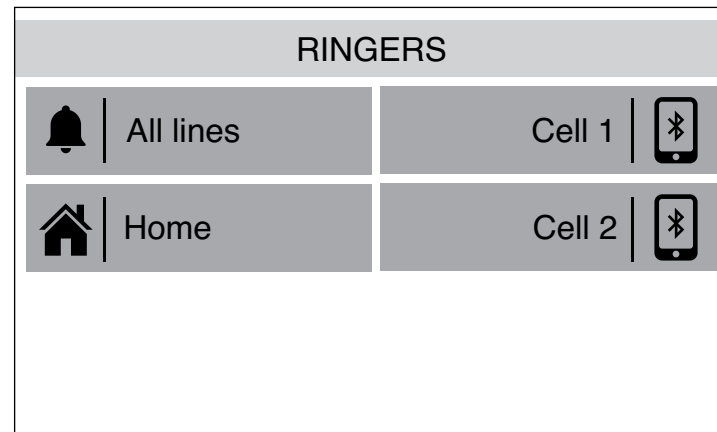 RINGERS
All lines
Cell 1
Home
Cell 2